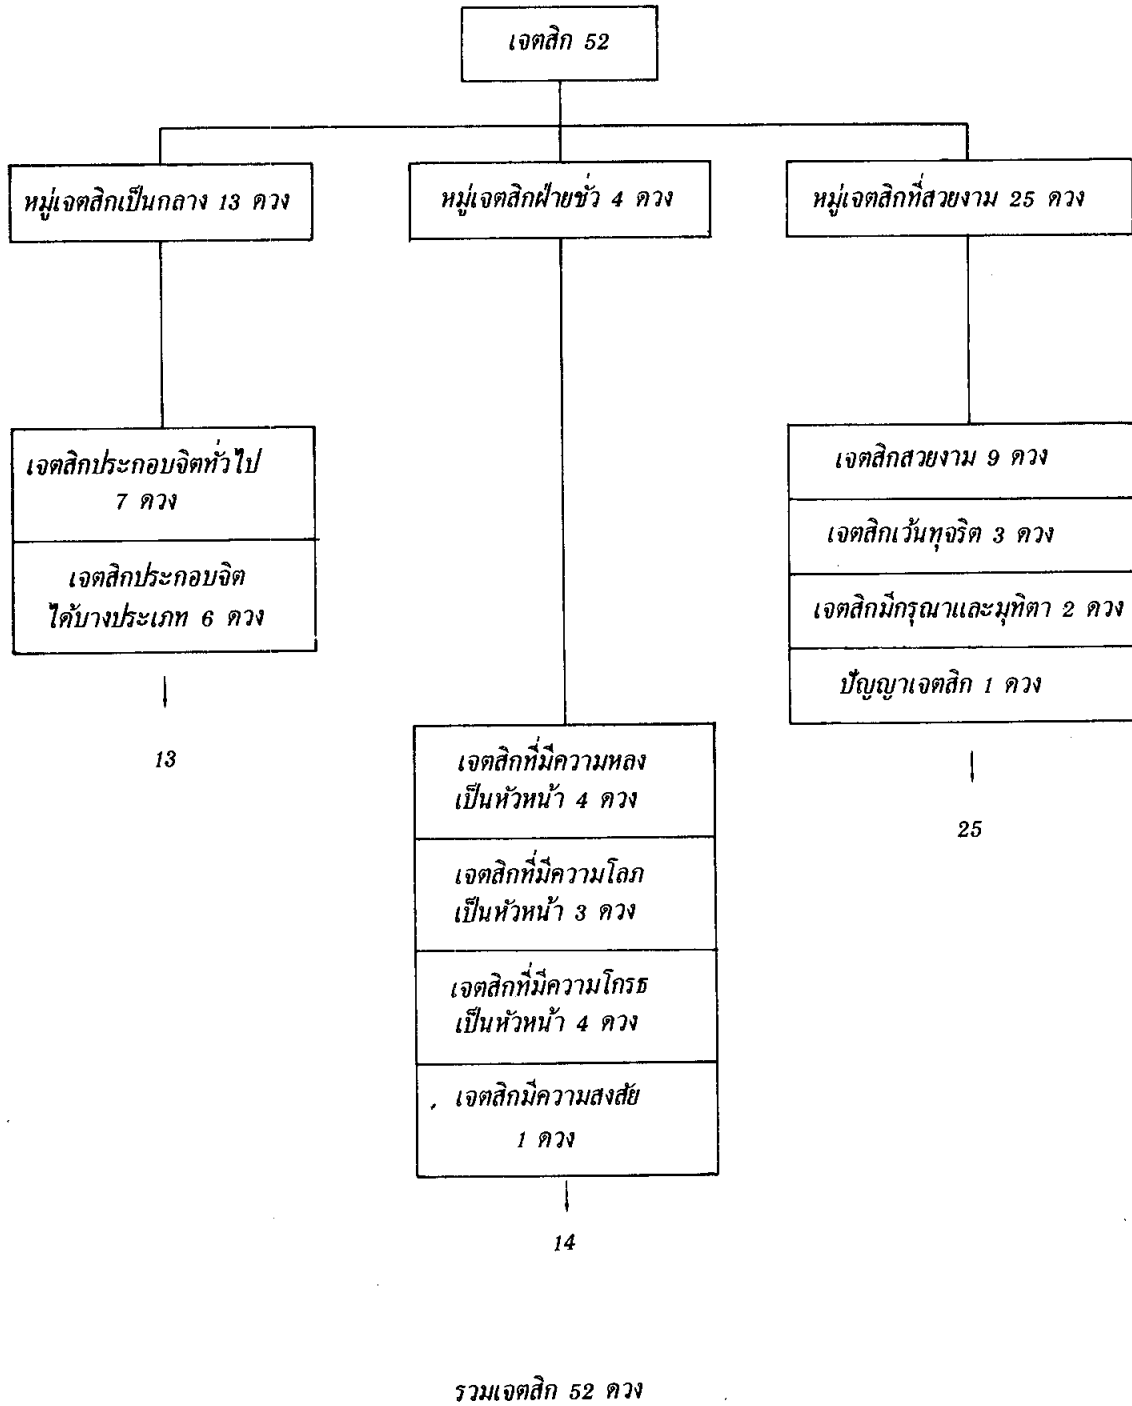 เจตสิก 52
หมู่เจตสิกเป็นกลาง 13 ดวง
หมู่เจตสิกฝ่ายชั่ว 4 ดวง
หมู่เจตสิกที่สวยงาม 25 ดวง
เจตสิกประกอบจิตทั่วไป
7 ดวง
เจตสิกประกอบจิต
ได้บางประเภท 6 ดวง
13
เจตสิกที่มีความหลง
เป็นหัวหน้า 4 ดวง
เจตสิกที่มีความโลภ
เป็นหัวหน้า 3 ดวง
เจตสิกที่มีความโกรธ
เป็นหัวหน้า 4 ดวง
เจตสิกมีความสงสัย
1 ดวง
14
เจตสิกสวยงาม 9 ดวง
เจตสิกเว้นทุจริต 3 ดวง
เจตสิกมีกรุณาและมุทิตา 2 ดวง
ปัญญาเจตสิก 1 ดวง
25
รวมเจตสิก 52 ดวง